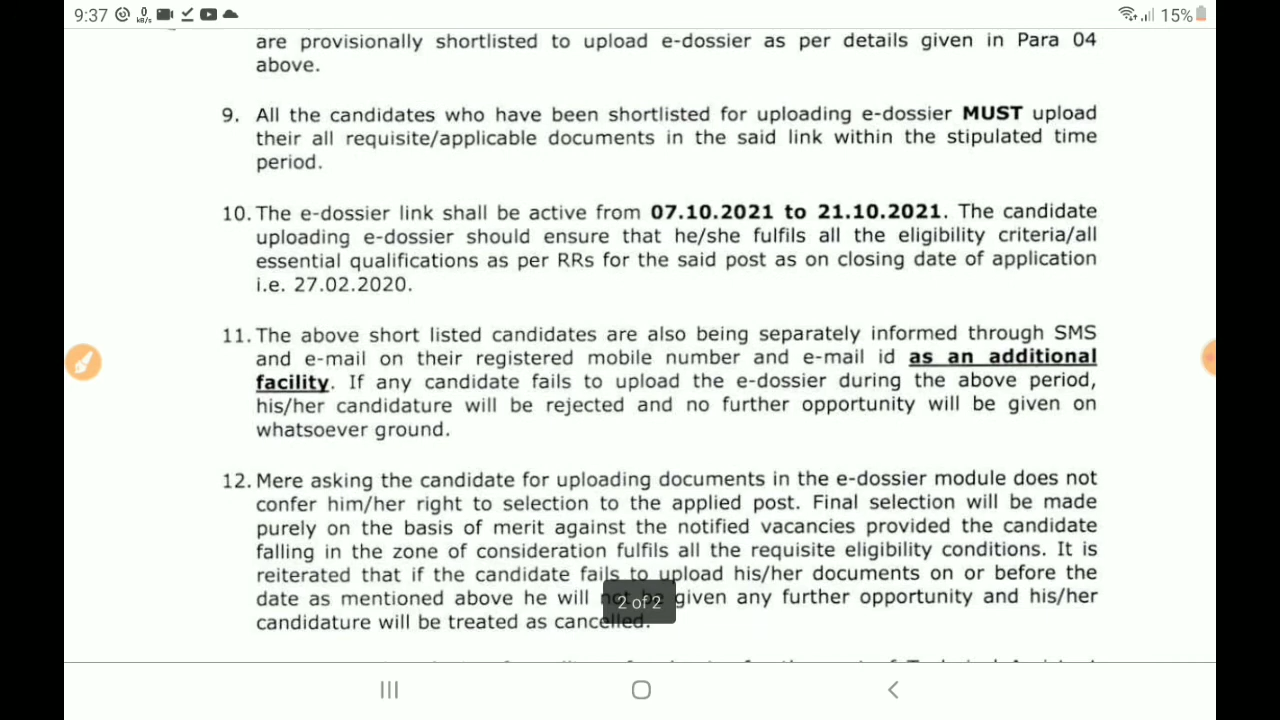 9:37
0
kB/s
15%
are provisionally shortlisted to upload e-dossier as per details given in Para 04
above.
9. All the candidates who have been shortlisted for uploading e-dossier MUST upload
their all requisite/applicable documents in the said link within the stipulated time
period.
10. The e-dossier link shall be active from 07.10.2021 to 21.10.2021. The candidate
uploading e-dossier should ensure that he/she fulfils all the eligibility criteria/all
essential qualifications as per RRs for the said post as on closing date of application
i.e. 27.02.2020.
11. The above short listed candidates are also being separately informed through SMS
and e-mail on their registered mobile number and e-mail id as an additional
facility. If any candidate fails to upload the e-dossier during the above period,
his/her candidature will be rejected and no further opportunity will be given on
whatsoever ground.
12. Mere asking the candidate for uploading documents in the e-dossier module does not
confer him/her right to selection to the applied post. Final selection will be made
purely on the basis of merit against the notified vacancies provided the candidate
falling in the zone of consideration fulfils all the requisite eligibility conditions. It is
reiterated that if the candidate fails to upload his/her documents on or before the
date as mentioned above he will not be given any further opportunity and his/her
candidature will be treated as cancelled.
2 of 2